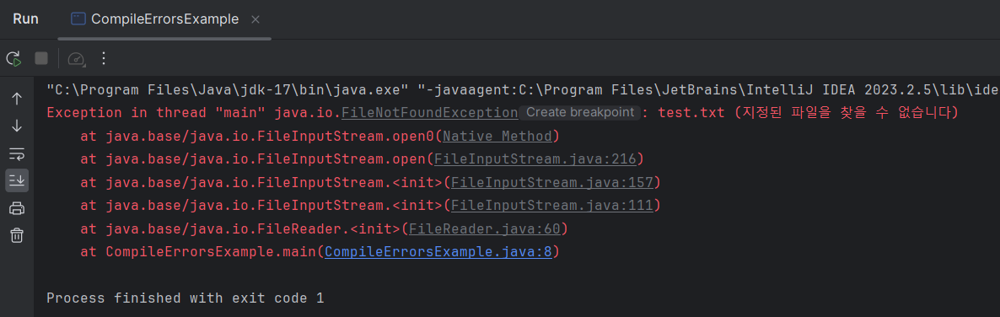 Run CompileErrorsExample
"C:\Program Files\Java\jdk-17\bin\java.exe" "-javaagent:C:\Program Files\JetBrains\IntelliJ IDEA 2023.2.5\lib\ide
Exception in thread "main" java.io.FileNotFoundException Create breakpoint : test.txt (지정된 파일을 찾을 수 없습니다)
at java.base/java.io.FileInputStream.open0(Native Method)
at java.base/java.io.FileInputStream.open(FileInputStream.java:216)
at java.base/java.io.FileInputStream.<init>(FileInputStream.java:157)
at java.base/java.io.FileInputStream.<init>(FileInputStream.java:111)
at java.base/java.io.FileReader.<init>(FileReader.java:60)
at CompileErrorsExample.main(CompileErrorsExample.java:8)
Process finished with exit code 1